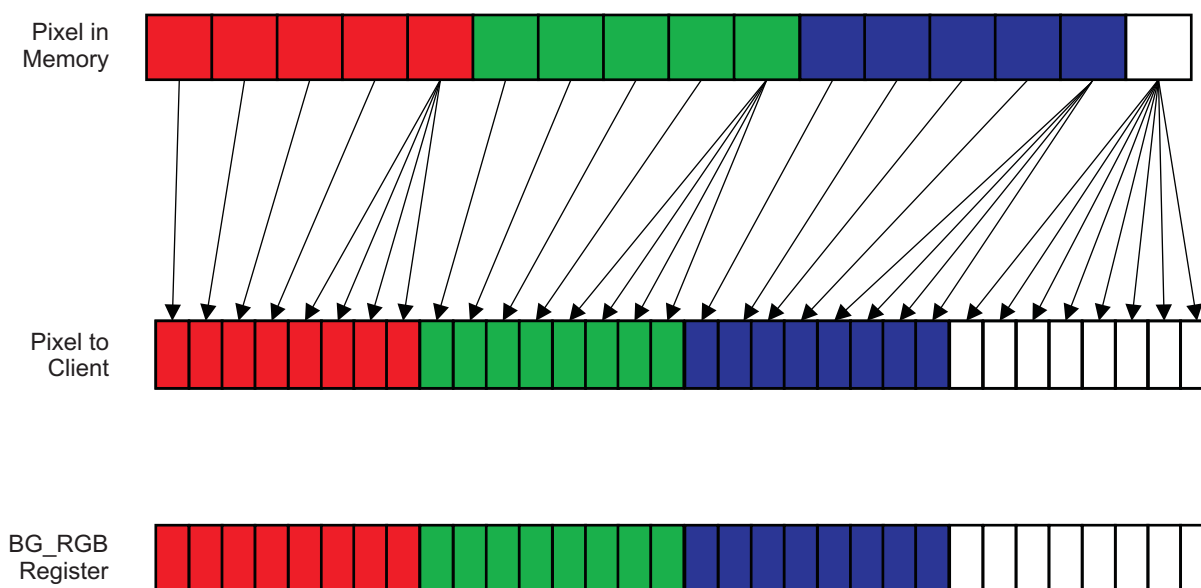 Pixel in
Memory
Pixel to
Client
BG_RGB
Register